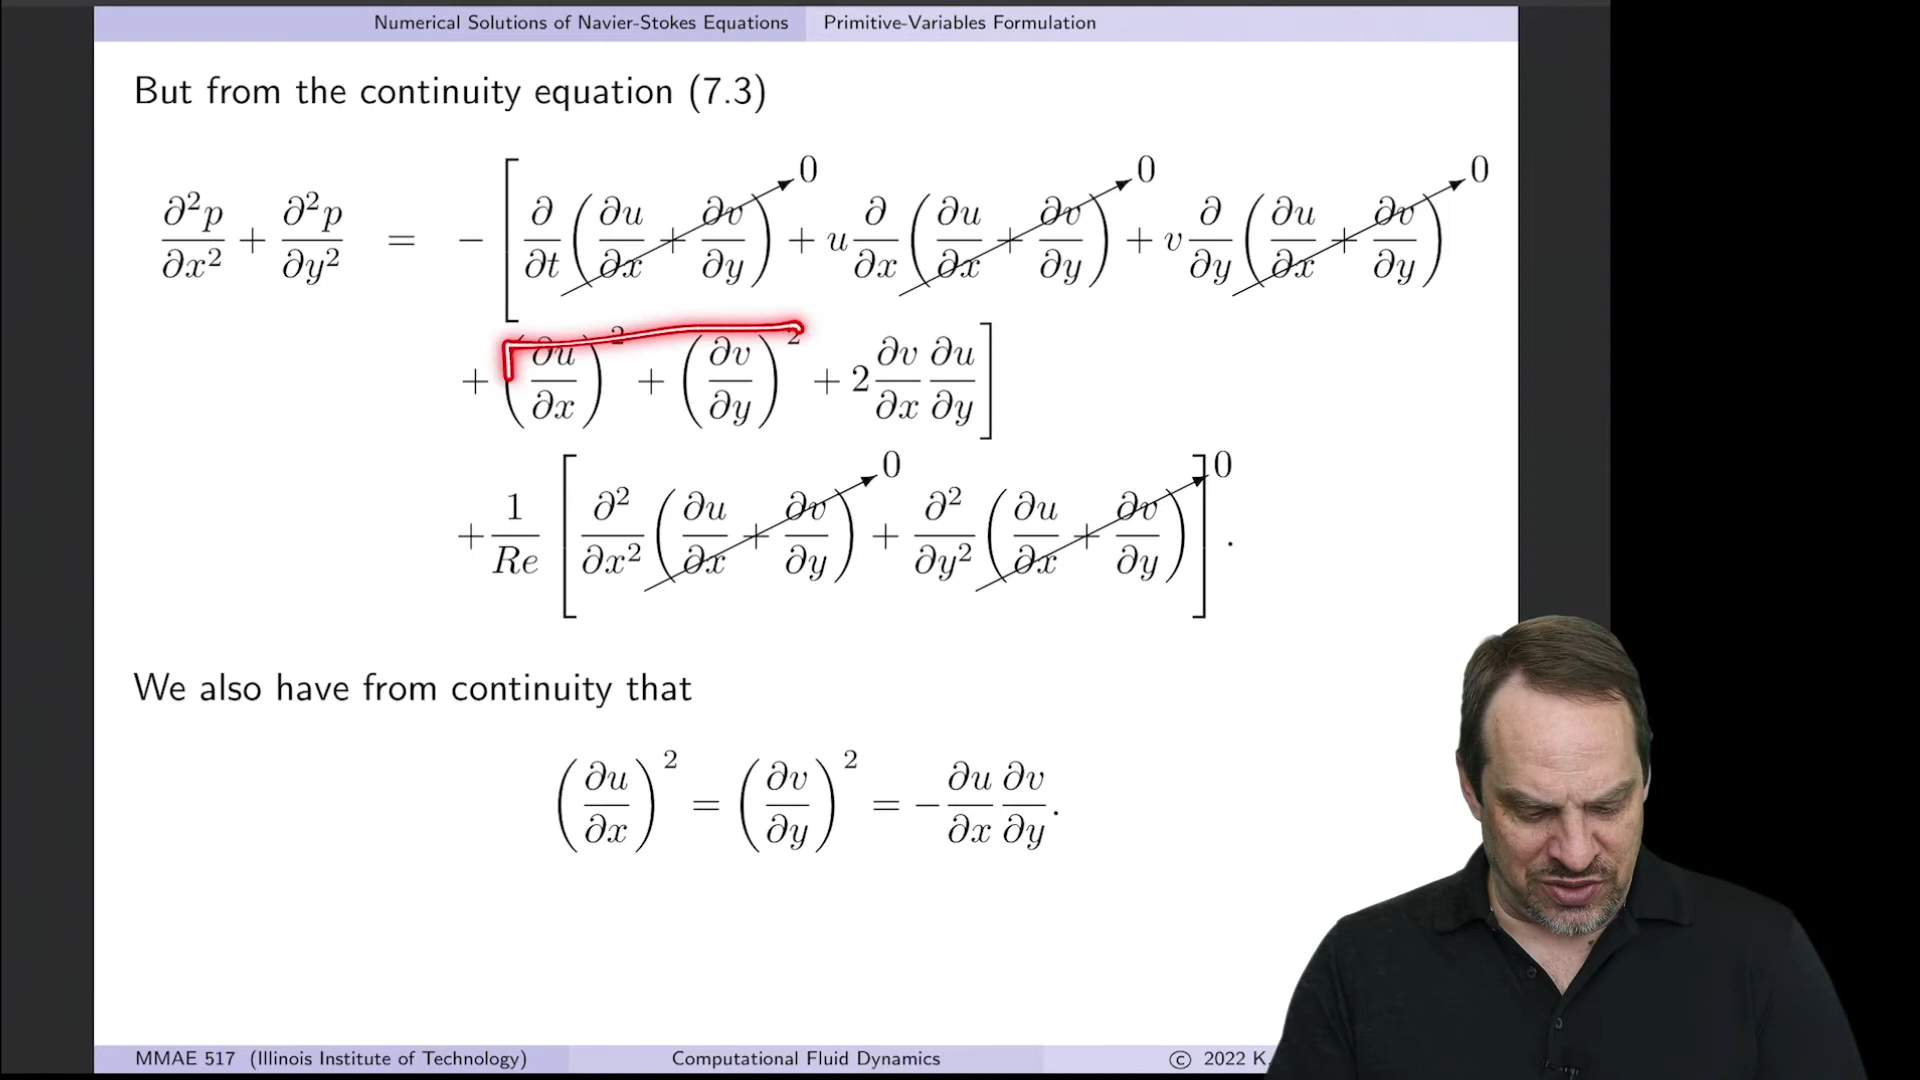 Numerical Solutions of Navier-Stokes Equations Primitive-Variables Formulation
But from the continuity equation (7.3)
∂²p/∂x² + ∂²p/∂y² = − [ ∂/∂t (∂u/∂x + ∂v/∂y) 0 + u ∂/∂x (∂u/∂x + ∂v/∂y) 0 + v ∂/∂y (∂u/∂x + ∂v/∂y) 0
+ (∂u/∂x)² + (∂v/∂y)² + 2 ∂v/∂x ∂u/∂y ]
+ 1/Re [ ∂²/∂x² (∂u/∂x + ∂v/∂y) 0 + ∂²/∂y² (∂u/∂x + ∂v/∂y) 0 ] .
We also have from continuity that
(∂u/∂x)² = (∂v/∂y)² = − ∂u/∂x ∂v/∂y .
MMAE 517 (Illinois Institute of Technology) Computational Fluid Dynamics © 2022 K.